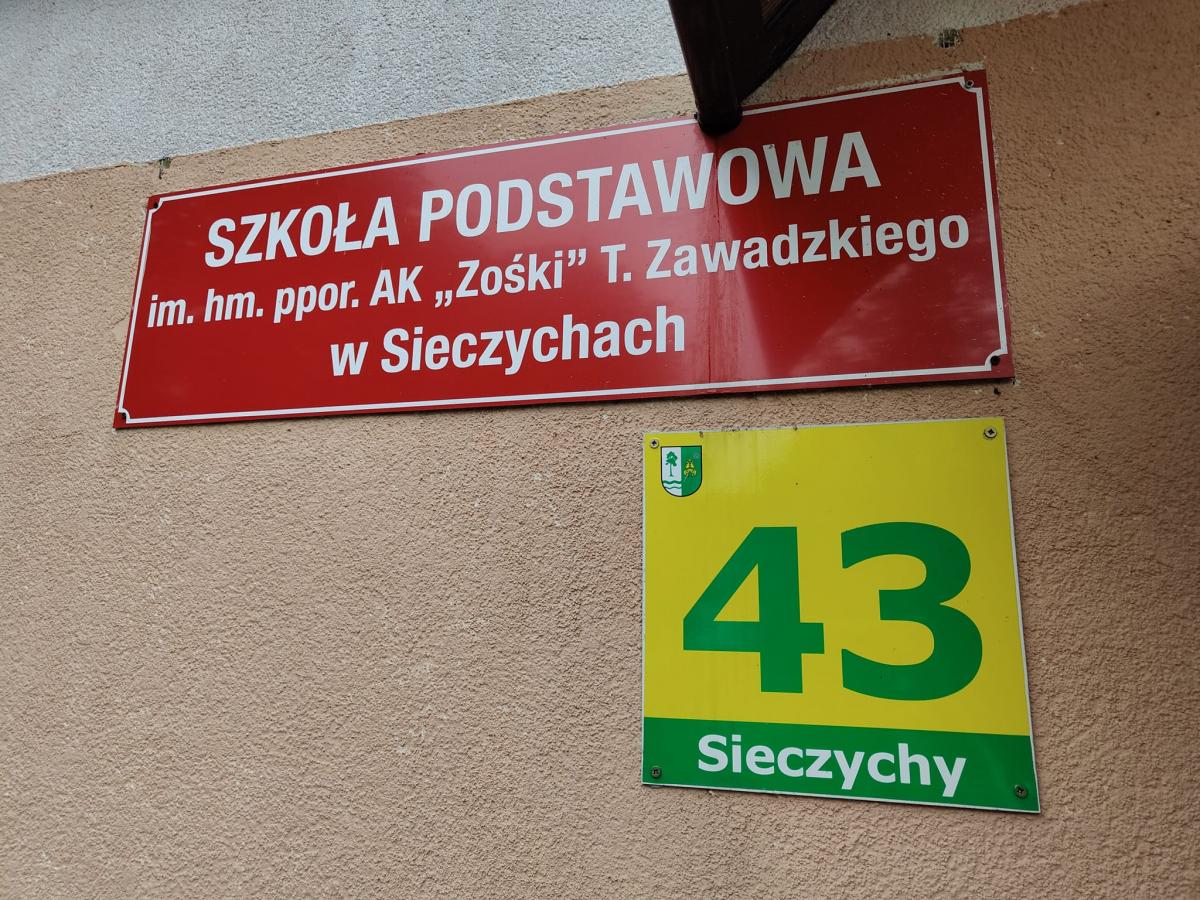 SZKOŁA PODSTAWOWA
im. hm. ppor. AK „Zośki” T. Zawadzkiego
w Sieczychach
43
Sieczychy